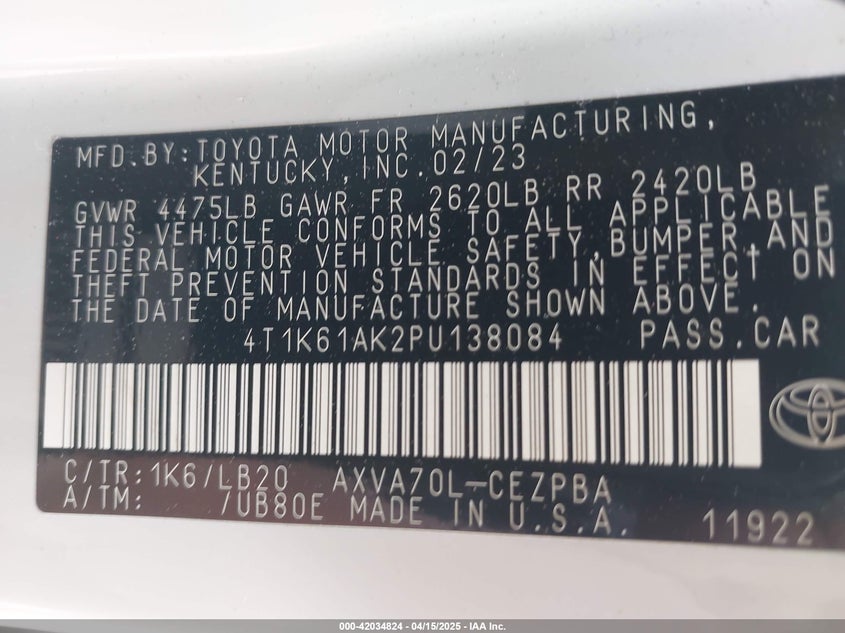 MFD.BY:TOYOTA MOTOR MANUFACTURING,
KENTUCKY,INC.02/23
GVWR 4475LB GAWR FR 2620LB RR 2420LB
THIS VEHICLE CONFORMS TO ALL APPLICABLE
FEDERAL MOTOR VEHICLE SAFETY,BUMPER,AND
THEFT PREVENTION STANDARDS IN EFFECT ON
THE DATE OF MANUFACTURE SHOWN ABOVE.
4T1K61AK2PU138084 PASS.CAR
C/TR:1K6/LB20 AXVA70L-CEZPBA
A/TM: /UB80E MADE IN U.S.A. 11922
000-42034824 - 04/15/2025 - IAA Inc.